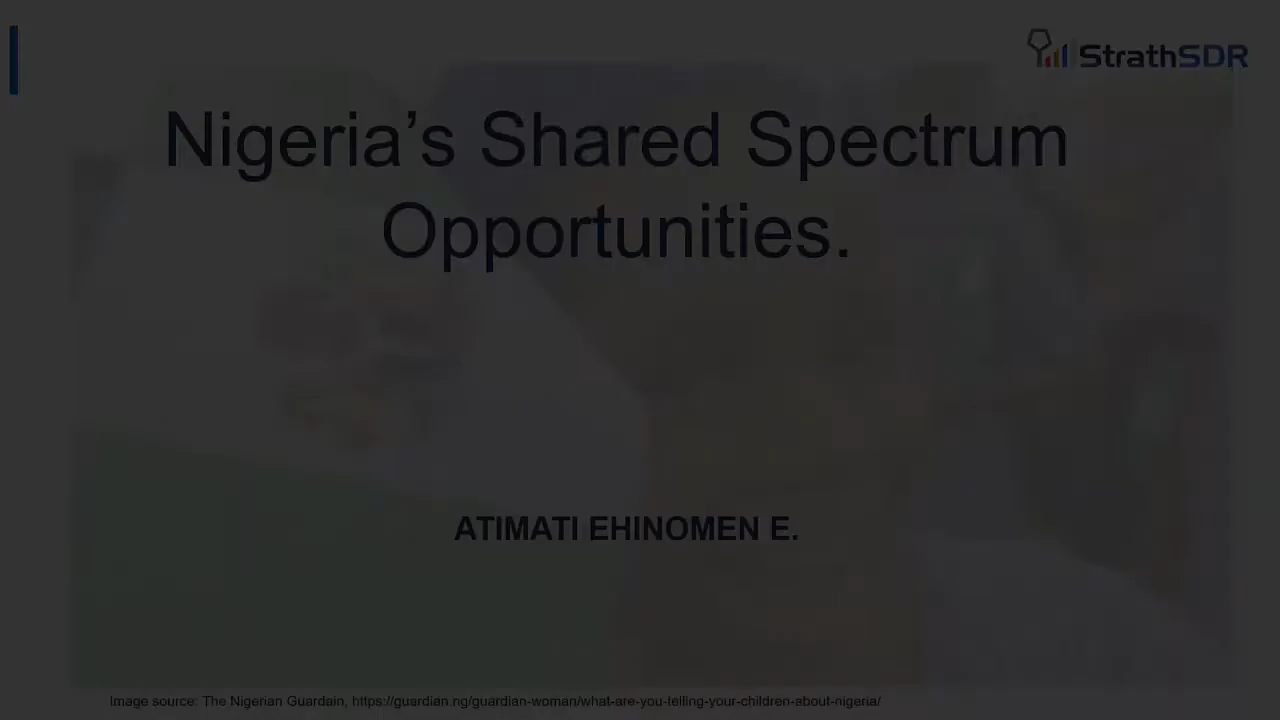 StrathSDR
Nigeria’s Shared Spectrum
Opportunities.
ATIMATI EHINOMEN E.
Image source: The Nigerian Guardain, https://guardian.ng/guardian-woman/what-are-you-telling-your-children-about-nigeria/